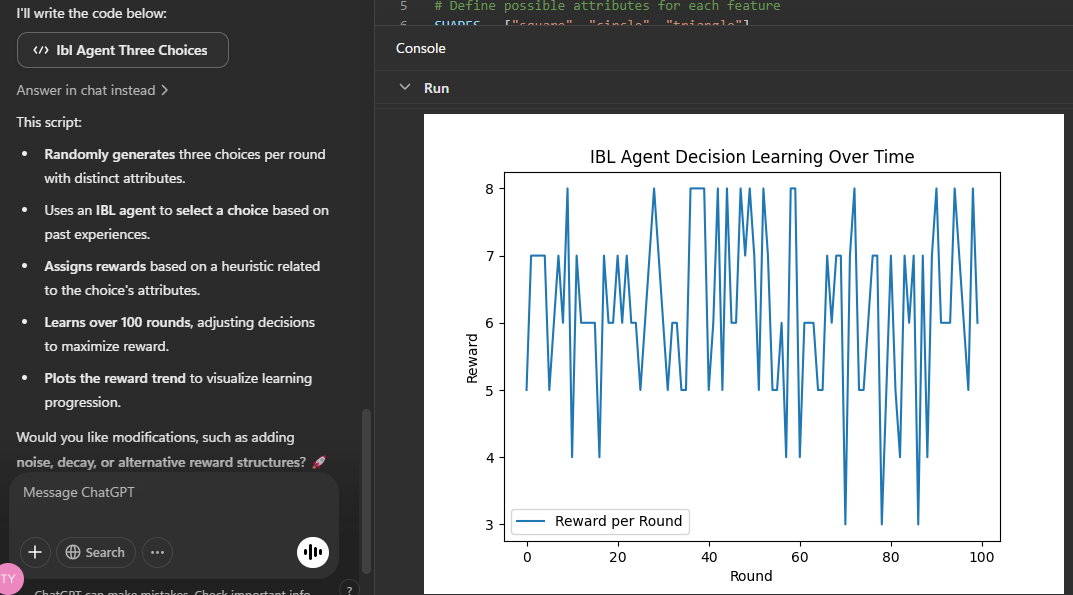 I'll write the code below:
Ibl Agent Three Choices
Answer in chat instead
This script:
Randomly generates three choices per round
with distinct attributes.
Uses an IBL agent to select a choice based on
past experiences.
Assigns rewards based on a heuristic related
to the choice's attributes.
Learns over 100 rounds, adjusting decisions
to maximize reward.
Plots the reward trend to visualize learning
progression.
Would you like modifications, such as adding
noise, decay, or alternative reward structures? 🚀
Message ChatGPT
Search
TY
ChatGPT can make mistakes. Check important info.
?
5 # Define possible attributes for each feature
6 SHAPES = ["square", "circle", "triangle"]
Console
Run
IBL Agent Decision Learning Over Time
8
7
6
5
4
3
Reward
Reward per Round
0 20 40 60 80 100
Round